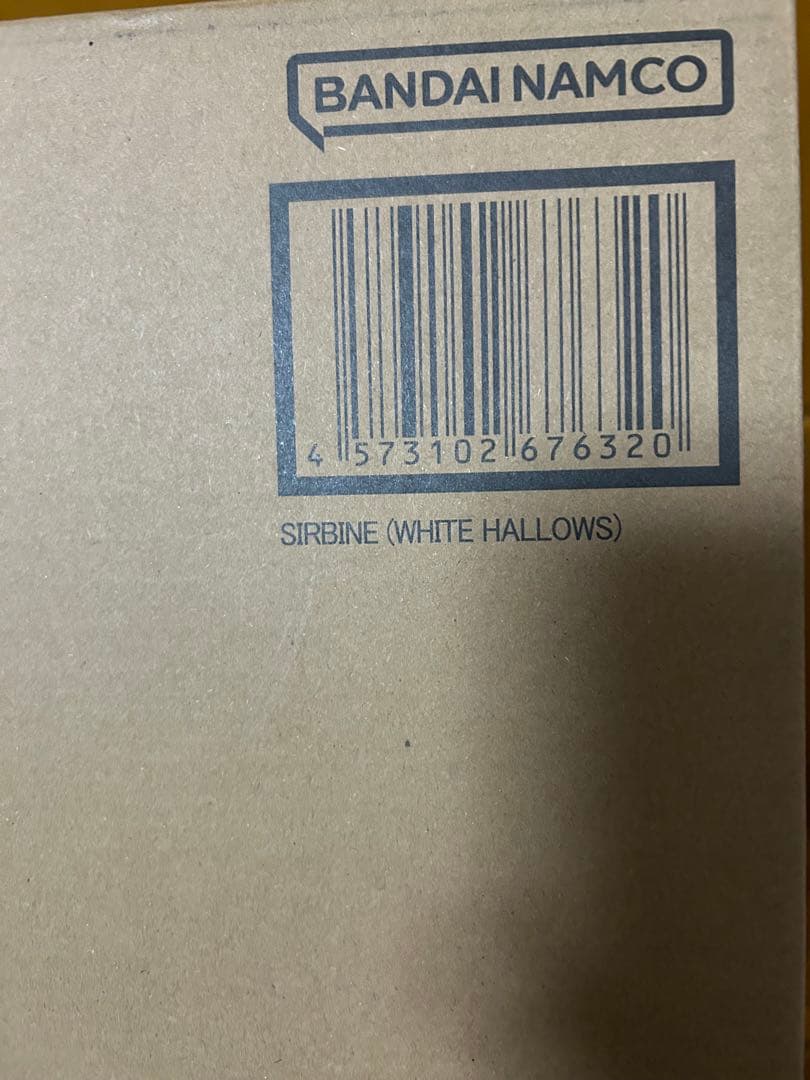 BANDAI NAMCO
4 573102 676320
SIRBINE (WHITE HALLOWS)